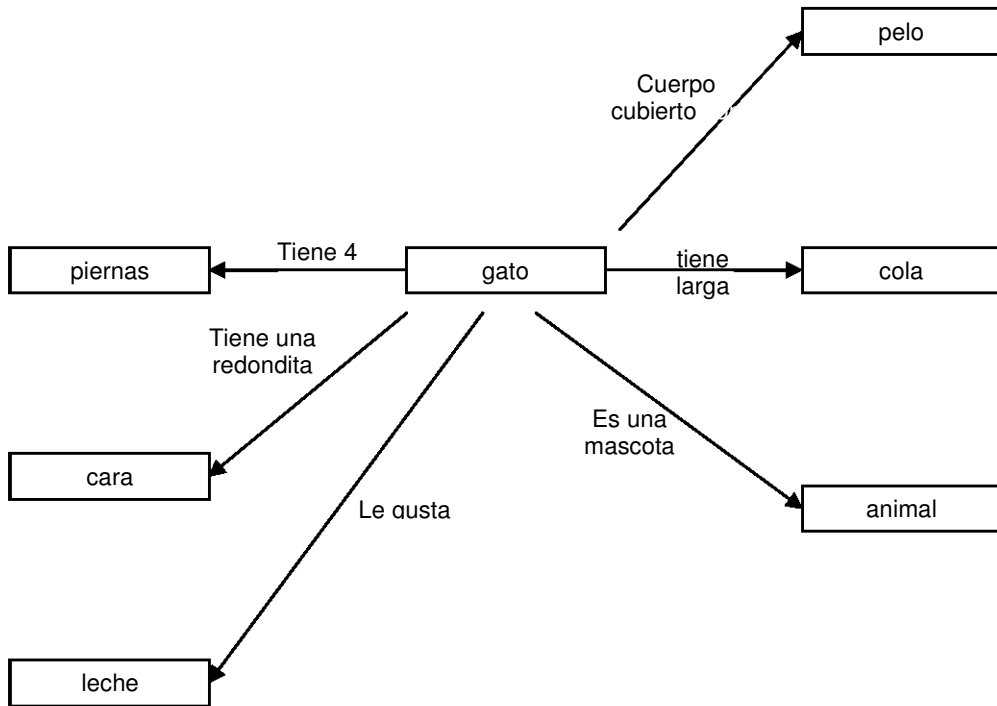 pelo
Cuerpo
cubierto
Tiene 4
piernas
gato
tiene
larga
cola
Tiene una
redondita
Es una
mascota
cara
Le gusta
animal
leche